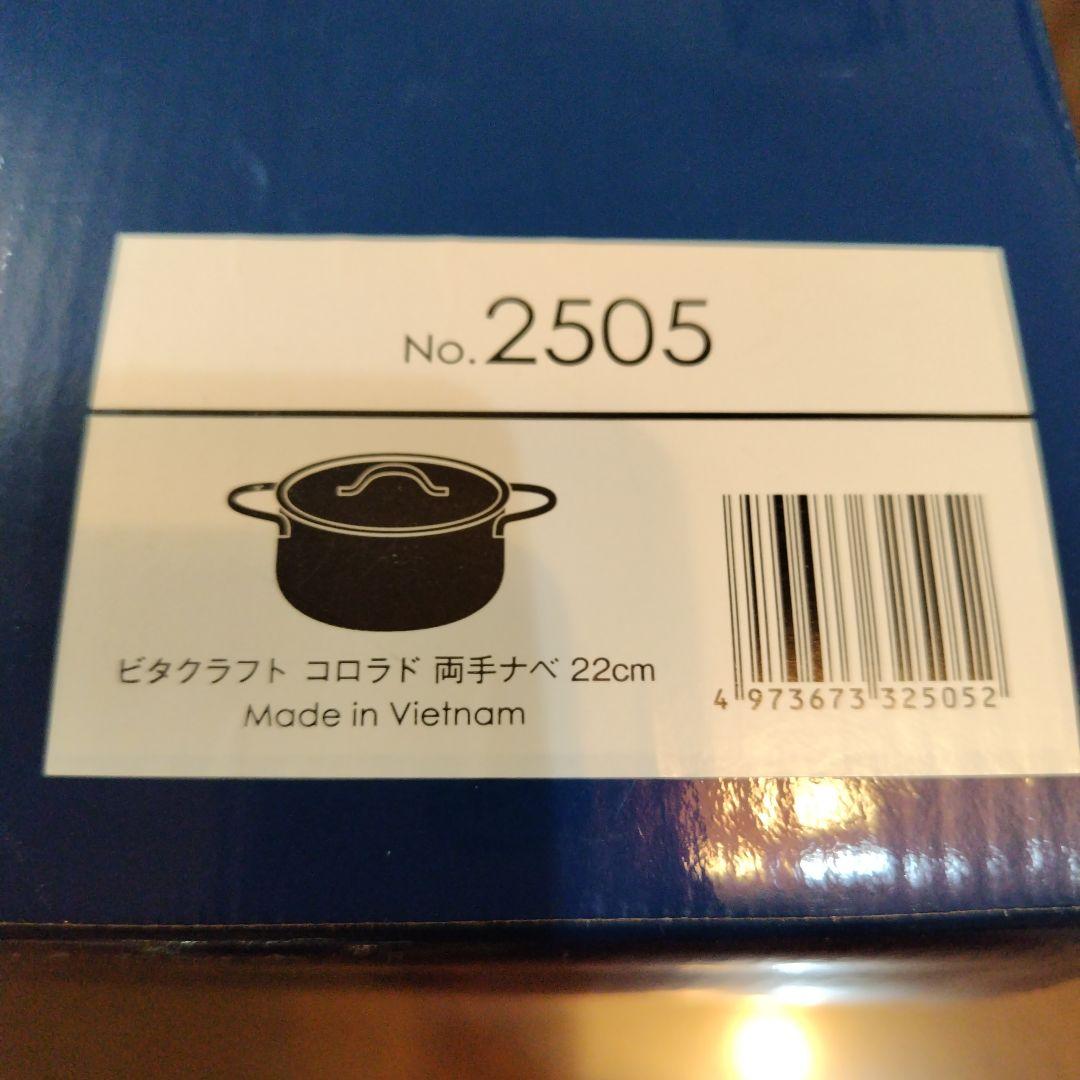 No.2505
ビタクラフト コロラド 両手ナベ 22cm
Made in Vietnam
4 973673 325052